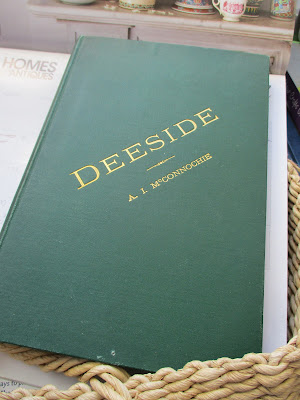 HOMES
ANTIQUES
DEESIDE
A. I. McCONNOCHIE